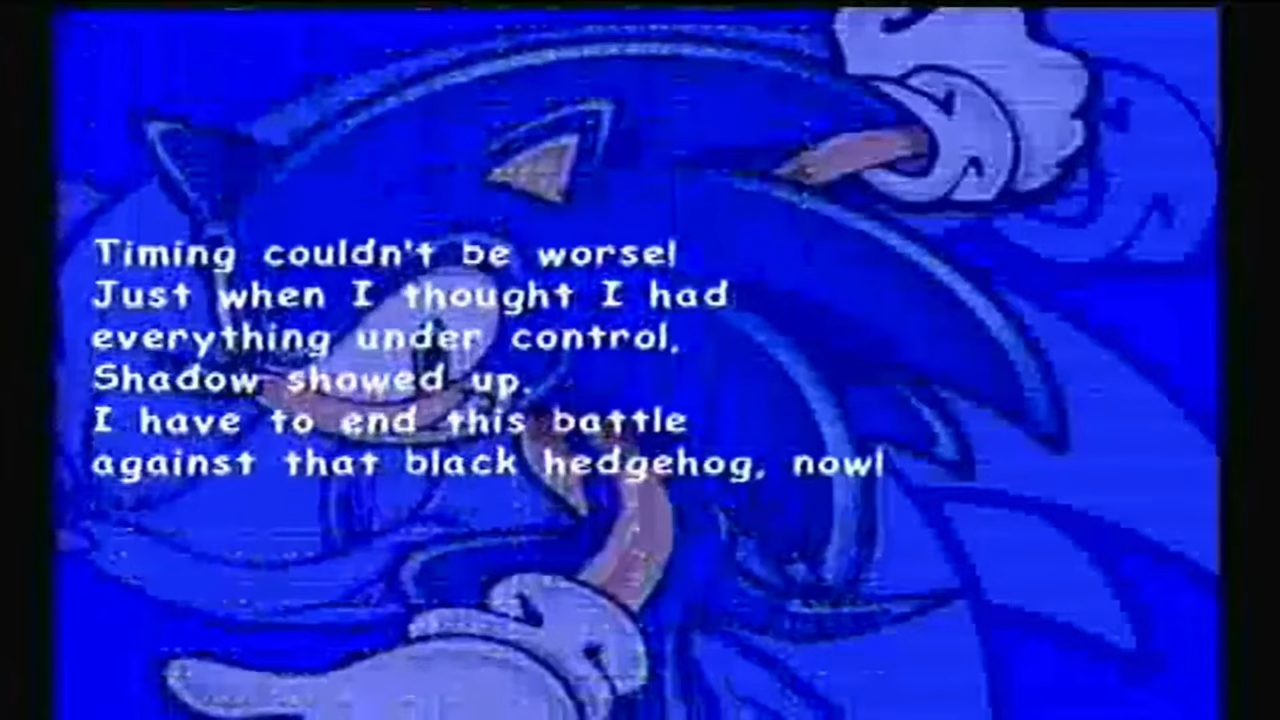 Timing couldn't be worse!
Just when I thought I had
everything under control,
Shadow showed up.
I have to end this battle
against that black hedgehog, now!